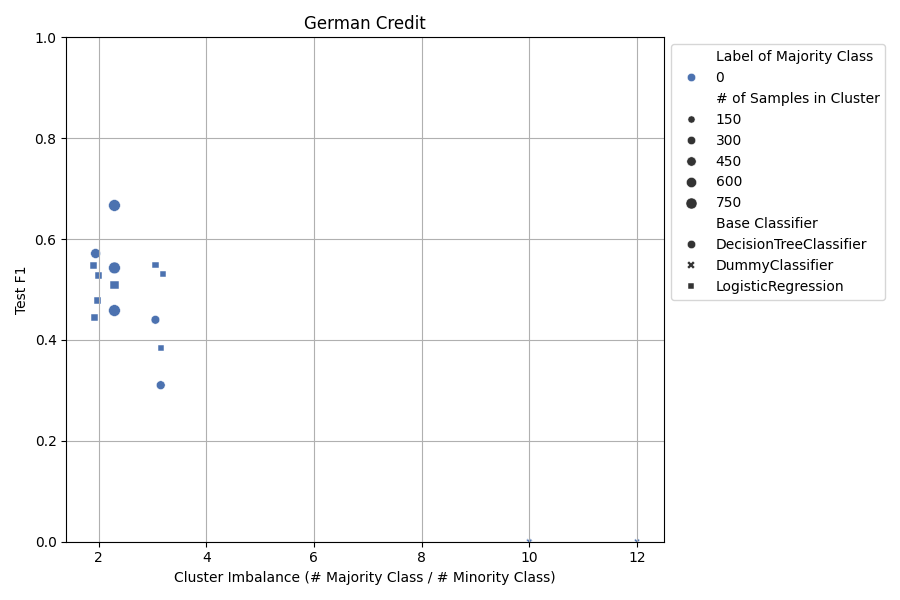 German Credit
1.0
0.8
0.6
0.4
0.2
0.0
Test F1
2 4 6 8 10 12
Cluster Imbalance (# Majority Class / # Minority Class)
Label of Majority Class
0
# of Samples in Cluster
150
300
450
600
750
Base Classifier
DecisionTreeClassifier
DummyClassifier
LogisticRegression